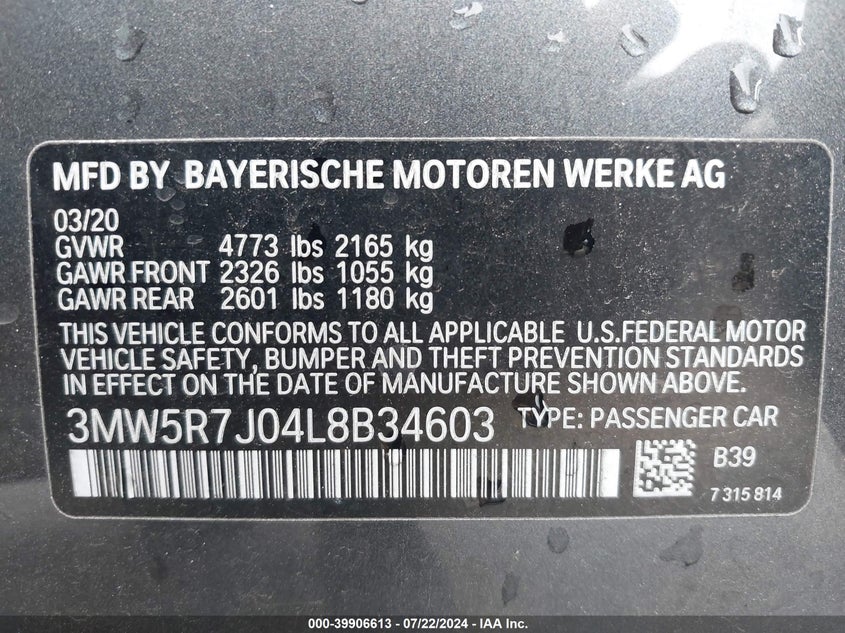 MFD BY BAYERISCHE MOTOREN WERKE AG
03/20
GVWR 4773 lbs 2165 kg
GAWR FRONT 2326 lbs 1055 kg
GAWR REAR 2601 lbs 1180 kg
THIS VEHICLE CONFORMS TO ALL APPLICABLE U.S.FEDERAL MOTOR
VEHICLE SAFETY, BUMPER AND THEFT PREVENTION STANDARDS
IN EFFECT ON THE DATE OF MANUFACTURE SHOWN ABOVE.
3MW5R7J04L8B34603 TYPE: PASSENGER CAR
B39
7 315 814
000-39906613 - 07/22/2024 - IAA Inc.